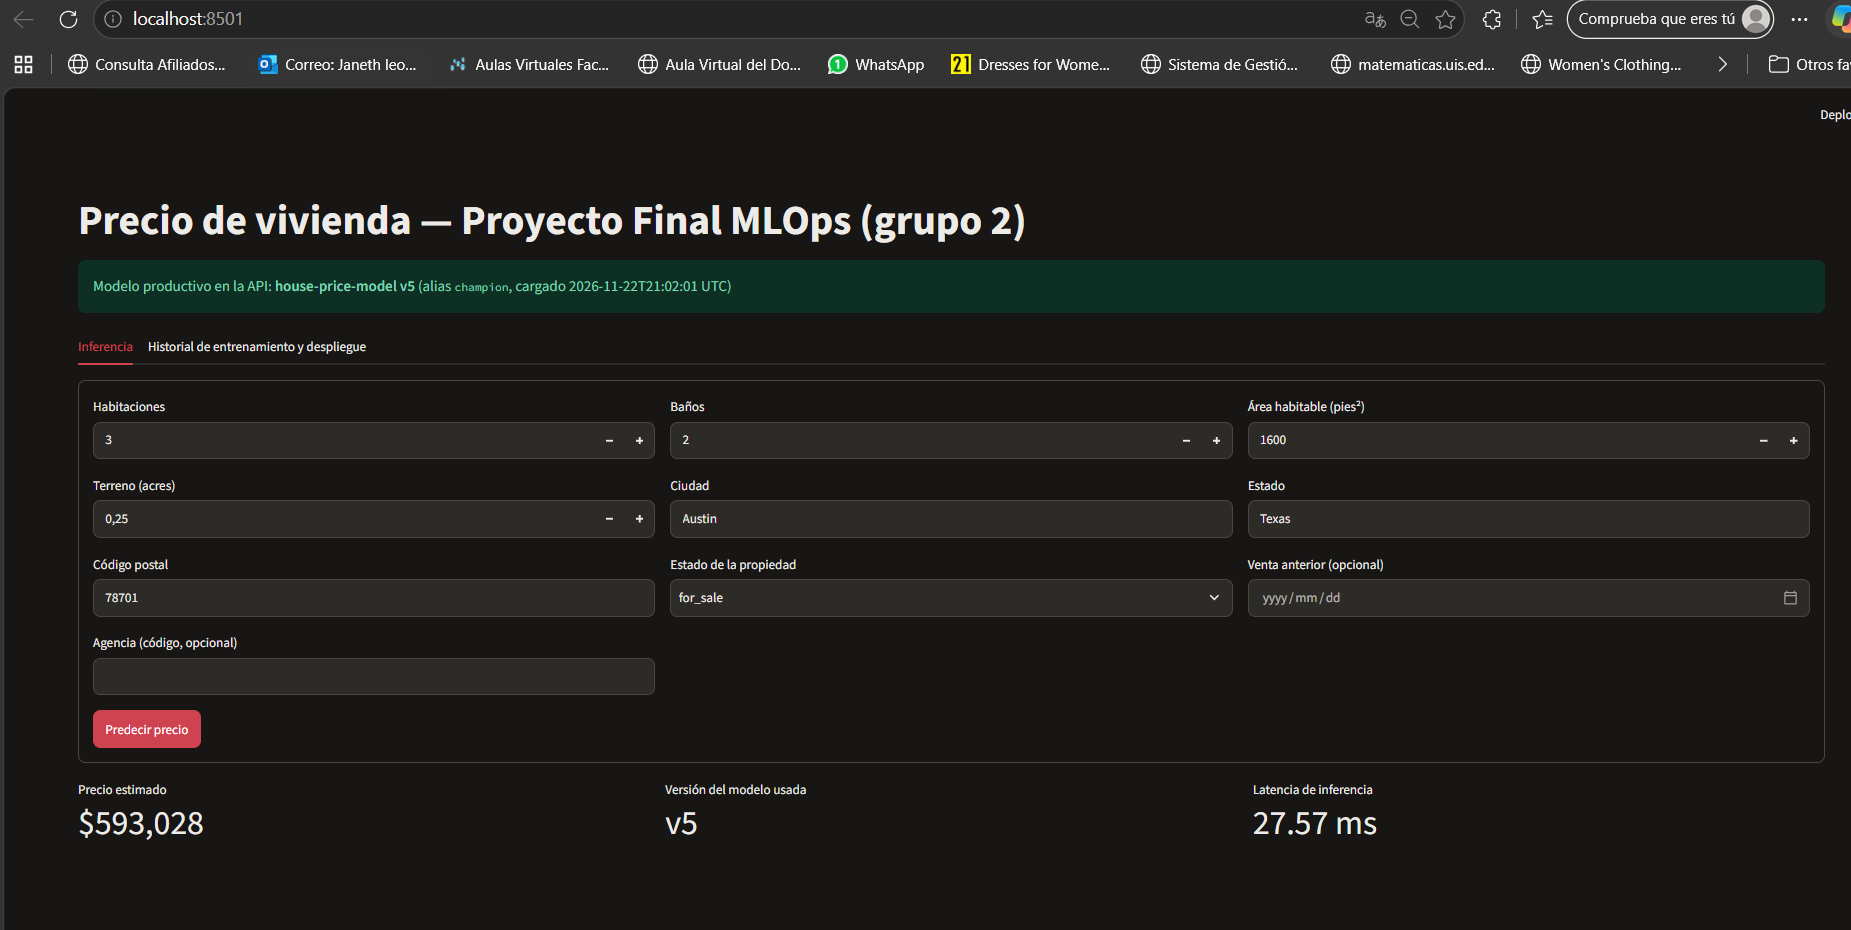 localhost:8501
Comprueba que eres tú
Consulta Afiliados...
Correo: Janeth leo...
Aulas Virtuales Fac...
Aula Virtual del Do...
1
WhatsApp
21
Dresses for Wome...
Sistema de Gestió...
matematicas.uis.ed...
Women's Clothing...
Otros fa
Deplo
Precio de vivienda — Proyecto Final MLOps (grupo 2)
Modelo productivo en la API: house-price-model v5 (alias champion, cargado 2026-11-22T21:02:01 UTC)
Inferencia
Historial de entrenamiento y despliegue
Habitaciones
Baños
Área habitable (pies²)
3
2
1600
Terreno (acres)
Ciudad
Estado
0,25
Austin
Texas
Código postal
Estado de la propiedad
Venta anterior (opcional)
78701
for_sale
yyyy/mm/dd
Agencia (código, opcional)
Predecir precio
Precio estimado
Versión del modelo usada
Latencia de inferencia
$593,028
v5
27.57 ms